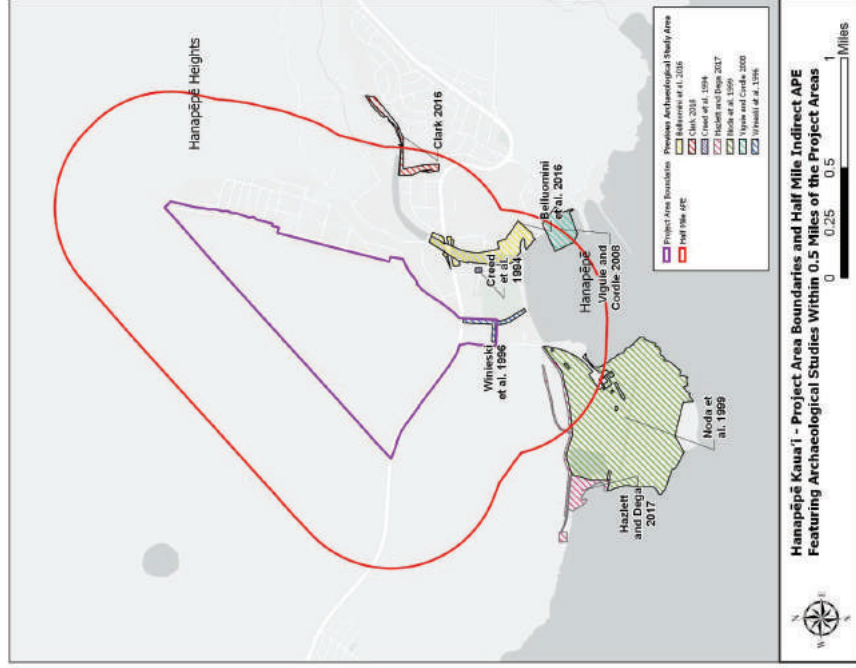 Hanapēpē Heights
Clark 2016
Belluomini
et al. 2016
Creed
et al.
1994
Hanapēpē
Viguie and
Cordle 2008
Winieski
et al. 1996
Noda et
al. 1999
Hazlett
and Dega
2017
Project Area Boundaries
Half Mile APE
Previous Archaeological Study Area
Belluomini et al. 2016
Clark 2016
Creed et al. 1994
Hazlett and Dega 2017
Noda et al. 1999
Viguie and Cordle 2008
Winieski et al. 1996
Hanapēpē Kaua'i - Project Area Boundaries and Half Mile Indirect APE
Featuring Archaeological Studies Within 0.5 Miles of the Project Areas
N
W
E
S
0 0.25 0.5 1
Miles